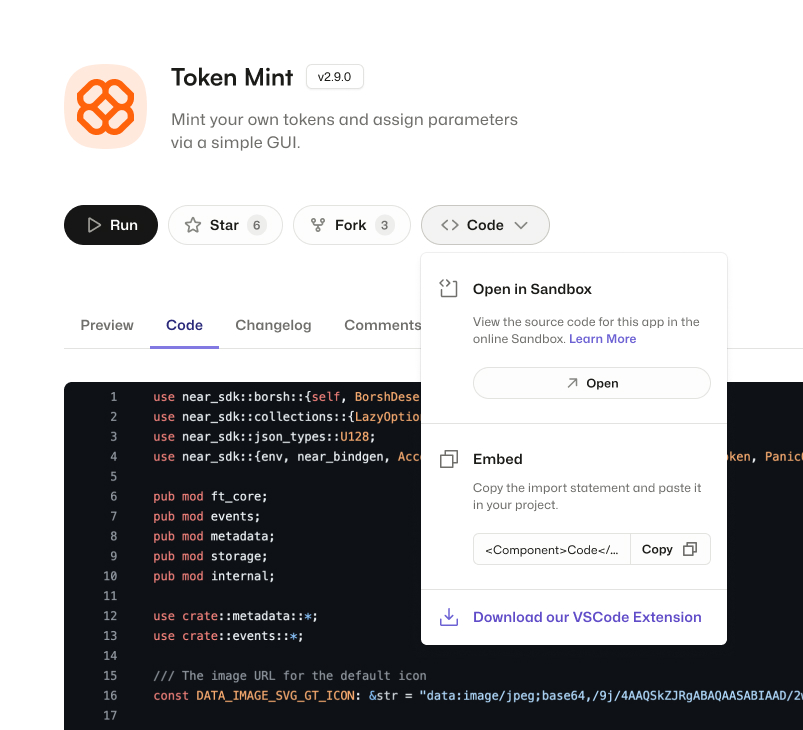 Token Mint v2.9.0
Mint your own tokens and assign parameters
via a simple GUI.
Run Star 6 Fork 3 <> Code
Open in Sandbox
View the source code for this app in the
online Sandbox. Learn More
Open
Embed
Copy the import statement and paste it
in your project.
<Component>Code</... Copy
Download our VSCode Extension
Preview Code Changelog Comments
1 use near_sdk::borsh::{self, BorshDese
2 use near_sdk::collections::{LazyOptio
3 use near_sdk::json_types::U128;
4 use near_sdk::{env, near_bindgen, Acc ken, Panic
5
6 pub mod ft_core;
7 pub mod events;
8 pub mod metadata;
9 pub mod storage;
10 pub mod internal;
11
12 use crate::metadata::*;
13 use crate::events::*;
14
15 /// The image URL for the default icon
16 const DATA_IMAGE_SVG_GT_ICON: &str = "data:image/jpeg;base64,/9j/4AAQSkZJRgABAQAASABIAAD/2
17